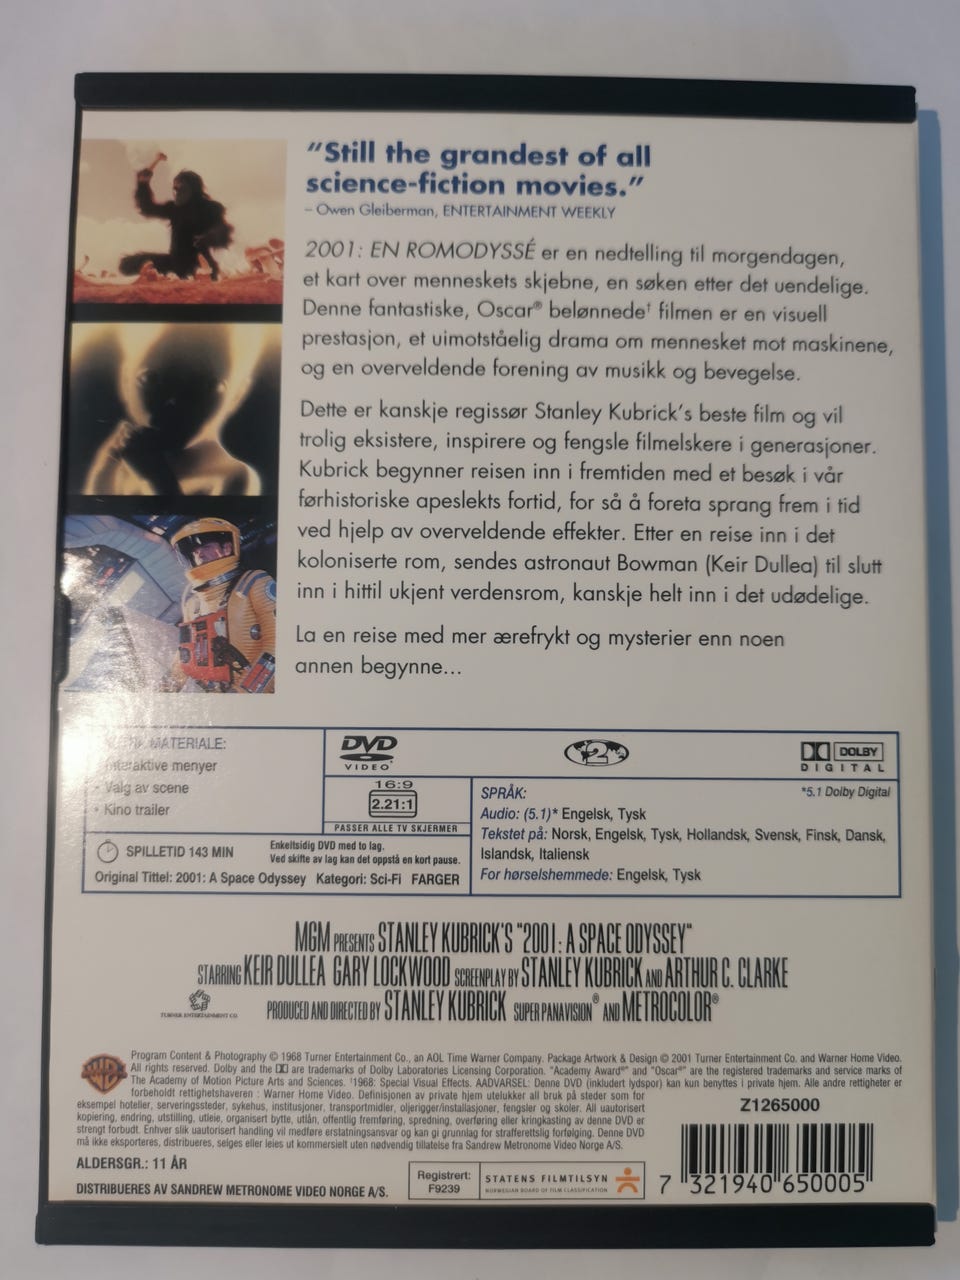 “Still the grandest of all
science-fiction movies.”
– Owen Gleiberman, ENTERTAINMENT WEEKLY
2001: EN ROMODYSSÉ er en nedtelling til morgendagen,
et kart over menneskets skjebne, en søken etter det uendelige.
Denne fantastiske, Oscar® belønnede† filmen er en visuell
prestasjon, et uimotståelig drama om mennesket mot maskinene,
og en overveldende forening av musikk og bevegelse.
Dette er kanskje regissør Stanley Kubrick's beste film og vil
trolig eksistere, inspirere og fengsle filmelskere i generasjoner.
Kubrick begynner reisen inn i fremtiden med et besøk i vår
førhistoriske apeslekts fortid, for så å foreta sprang frem i tid
ved hjelp av overveldende effekter. Etter en reise inn i det
koloniserte rom, sendes astronaut Bowman (Keir Dullea) til slutt
inn i hittil ukjent verdensrom, kanskje helt inn i det udødelige.
La en reise med mer ærefrykt og mysterier enn noen
annen begynne...
MATERIALE:
Interaktive menyer
• Valg av scene
• Kino trailer
DVD
VIDEO
2
DOLBY
DIGITAL
16:9
2.21:1
PASSER ALLE TV SKJERMER
SPRÅK:
*5.1 Dolby Digital
Audio: (5.1)* Engelsk, Tysk
Tekstet på: Norsk, Engelsk, Tysk, Hollandsk, Svensk, Finsk, Dansk,
Islandsk, Italiensk
For hørselshemmede: Engelsk, Tysk
SPILLETID 143 MIN
Enkeltsidig DVD med to lag.
Ved skifte av lag kan det oppstå en kort pause.
Original Tittel: 2001: A Space Odyssey Kategori: Sci-Fi FARGER
MGM PRESENTS STANLEY KUBRICK'S "2001: A SPACE ODYSSEY"
STARRING KEIR DULLEA GARY LOCKWOOD SCREENPLAY BY STANLEY KUBRICK AND ARTHUR C. CLARKE
TURNER ENTERTAINMENT CO.
PRODUCED AND DIRECTED BY STANLEY KUBRICK SUPER PANAVISION® AND METROCOLOR®
WB
Program Content & Photography © 1968 Turner Entertainment Co., an AOL Time Warner Company. Package Artwork & Design © 2001 Turner Entertainment Co. and Warner Home Video.
All rights reserved. Dolby and the DD are trademarks of Dolby Laboratories Licensing Corporation. "Academy Award®" and "Oscar®" are the registered trademarks and service marks of
The Academy of Motion Picture Arts and Sciences. †1968: Special Visual Effects. AADVARSEL: Denne DVD (inkludert lydspor) kan kun benyttes i private hjem. Alle andre rettigheter er
forbeholdt rettighetshaveren : Warner Home Video. Definisjonen av private hjem utelukker all bruk på steder som for
eksempel hoteller, serveringssteder, sykehus, institusjoner, transportmidler, oljerigger/installasjoner, fengsler og skoler. All uautorisert
kopiering, endring, utstilling, utleie, organisert bytte, utlån, offentlig fremføring, spredning, overføring eller kringkasting av denne DVD er
strengt forbudt. Enhver slik uautorisert handling vil medføre erstatningsansvar og kan gi grunnlag for strafferettslig forfølging. Denne DVD
må ikke eksporteres, distribueres, selges eller leies ut kommersielt uten nødvendig tillatelse fra Sandrew Metronome Video Norge A/S.
Z1265000
ALDERSGR.: 11 ÅR
DISTRIBUERES AV SANDREW METRONOME VIDEO NORGE A/S.
Registrert:
F9239
STATENS FILMTILSYN
NORWEGIAN BOARD OF FILM CLASSIFICATION
7 321940 650005